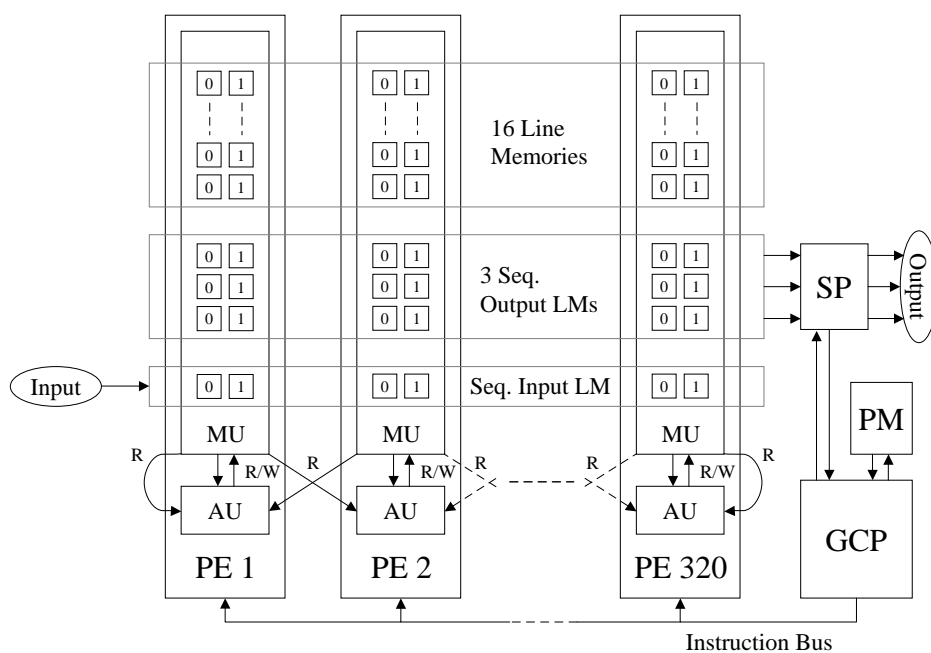 0 1 0 1 0 1
16 Line
Memories
0 1 0 1 0 1
0 1 0 1 0 1
0 1 0 1 0 1
0 1 0 1 0 1
0 1 0 1 0 1
3 Seq.
Output LMs
SP
Output
Input
0 1 0 1 0 1
Seq. Input LM
PM
MU MU MU
R R/W R R/W R R R/W R
AU AU AU
GCP
PE 1 PE 2 PE 320
Instruction Bus